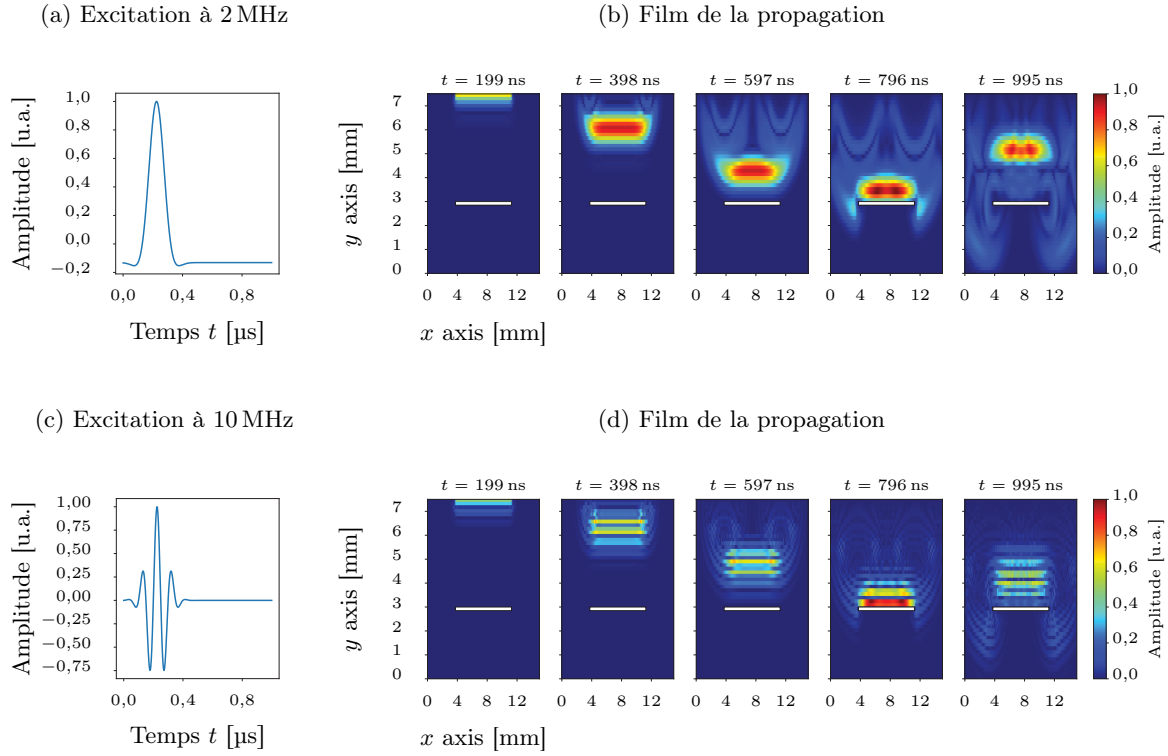 (a) Excitation à 2 MHz
(b) Film de la propagation
t = 199 ns
t = 398 ns
t = 597 ns
t = 796 ns
t = 995 ns
Amplitude [u.a.]
1,0
0,8
0,6
0,4
0,2
0,0
−0,2
0,0
0,4
0,8
Temps t [µs]
y axis [mm]
7
6
5
4
3
2
1
0
0 4 8 12
0 4 8 12
0 4 8 12
0 4 8 12
0 4 8 12
x axis [mm]
1,0
0,8
0,6
0,4
0,2
0,0
Amplitude [u.a.]
(c) Excitation à 10 MHz
(d) Film de la propagation
t = 199 ns
t = 398 ns
t = 597 ns
t = 796 ns
t = 995 ns
Amplitude [u.a.]
1,00
0,75
0,50
0,25
0,00
−0,25
−0,50
−0,75
0,0
0,4
0,8
Temps t [µs]
y axis [mm]
7
6
5
4
3
2
1
0
0 4 8 12
0 4 8 12
0 4 8 12
0 4 8 12
0 4 8 12
x axis [mm]
1,0
0,8
0,6
0,4
0,2
0,0
Amplitude [u.a.]